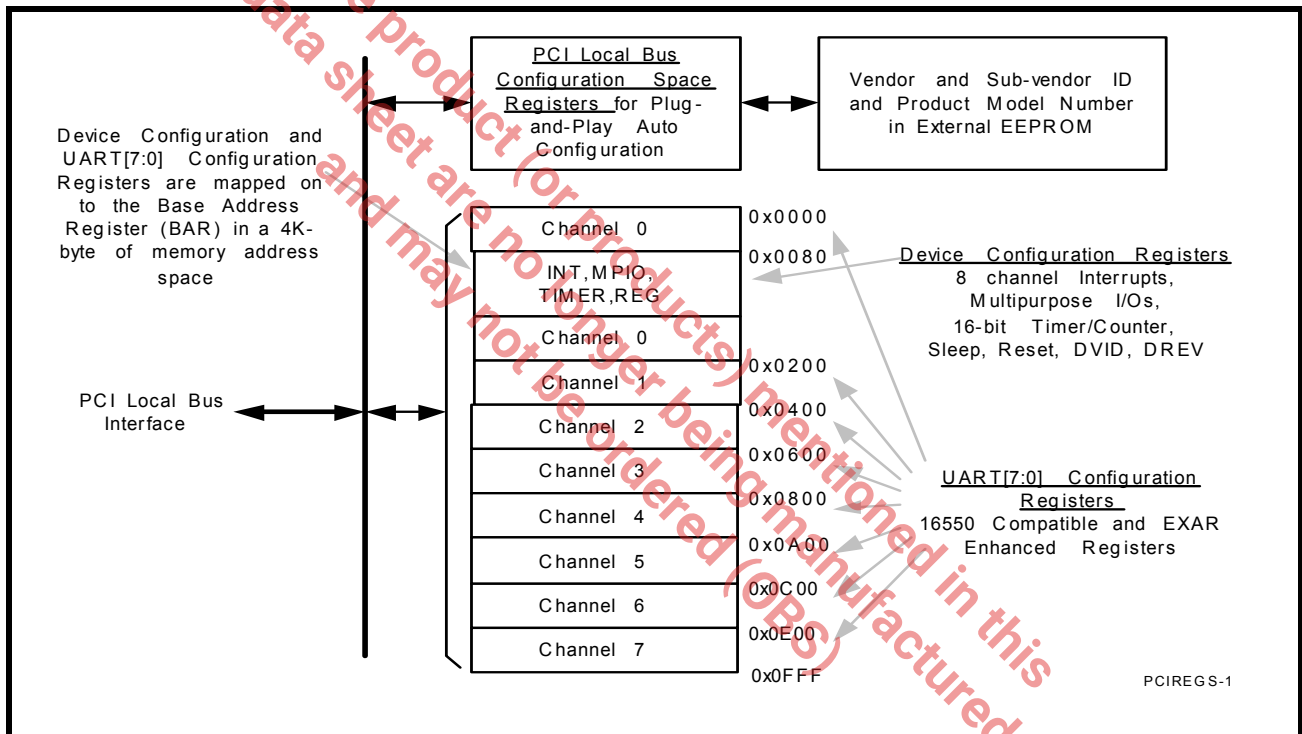 PCI Local Bus
Configuration Space
Registers for Plug-
and-Play Auto
Configuration
Vendor and Sub-vendor ID
and Product Model Number
in External EEPROM
Device Configuration and
UART[7:0] Configuration
Registers are mapped on
to the Base Address
Register (BAR) in a 4K-
byte of memory address
space
PCI Local Bus
Interface
Channel 0
INT, MPIO,
TIMER, REG
Channel 0
Channel 1
Channel 2
Channel 3
Channel 4
Channel 5
Channel 6
Channel 7
0x0000
0x0080
0x0200
0x0400
0x0600
0x0800
0x0A00
0x0C00
0x0E00
0x0FFF
Device Configuration Registers
8 channel Interrupts,
Multipurpose I/Os,
16-bit Timer/Counter,
Sleep, Reset, DVID, DREV
UART[7:0] Configuration
Registers
16550 Compatible and EXAR
Enhanced Registers
PCIREGS-1
product (or products) mentioned in this
data sheet are no longer being manufactured
and may not be ordered (OBS)